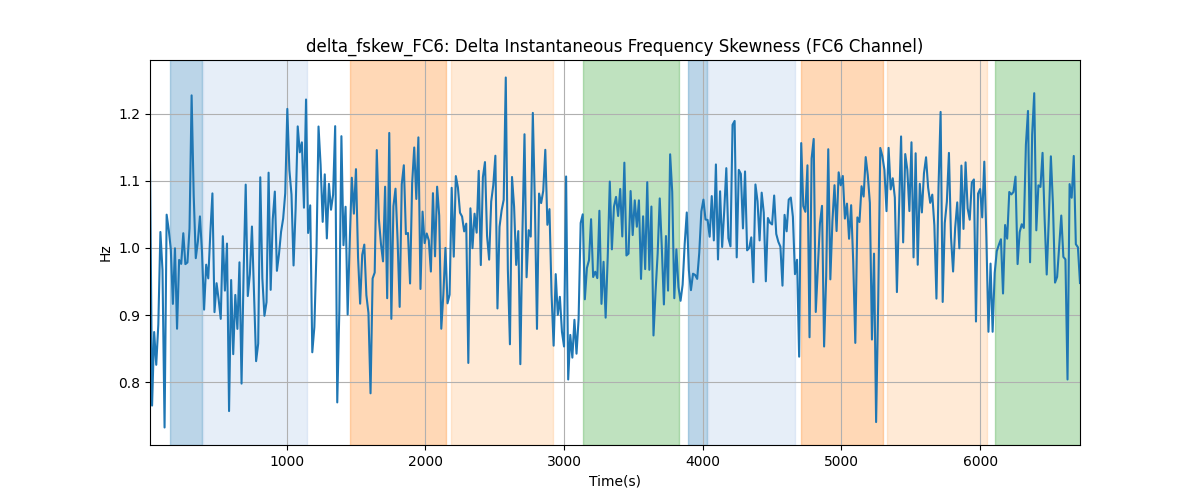 delta_fskew_FC6: Delta Instantaneous Frequency Skewness (FC6 Channel)
Hz
1.2
1.1
1.0
0.9
0.8
1000 2000 3000 4000 5000 6000
Time(s)